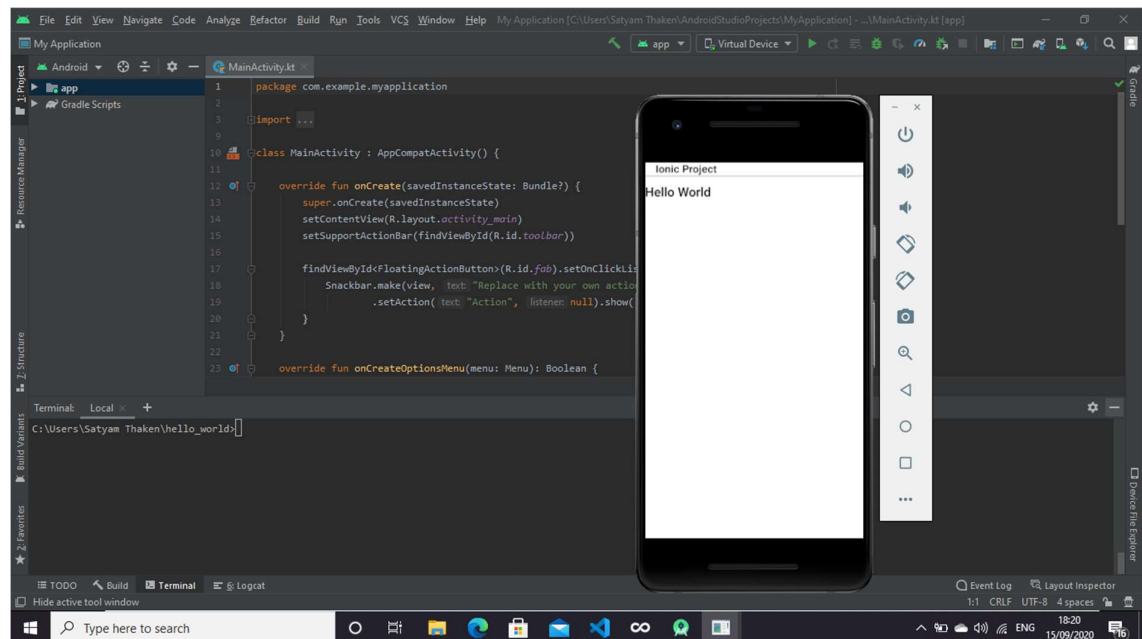 File Edit View Navigate Code Analyze Refactor Build Run Tools VCS Window Help My Application [C:\Users\Satyam Thaken\AndroidStudioProjects\MyApplication] - ...\MainActivity.kt [app]
My Application
app
Virtual Device
Android
MainActivity.kt
1: Project
Resource Manager
Z: Structure
Build Variants
2: Favorites
app
Gradle Scripts
1 package com.example.myapplication
2
3 import ...
9
10 class MainActivity : AppCompatActivity() {
11
12 override fun onCreate(savedInstanceState: Bundle?) {
13 super.onCreate(savedInstanceState)
14 setContentView(R.layout.activity_main)
15 setSupportActionBar(findViewById(R.id.toolbar))
16
17 findViewById<FloatingActionButton>(R.id.fab).setOnClickLis
18 Snackbar.make(view, text: "Replace with your own action
19 .setAction( text: "Action", listener: null).show(
20 }
21 }
22
23 override fun onCreateOptionsMenu(menu: Menu): Boolean {
Ionic Project
Hello World
Gradle
Device File Explorer
Terminal: Local +
C:\Users\Satyam Thaken\hello_world>
TODO Build Terminal 6: Logcat
Event Log Layout Inspector
Hide active tool window
1:1 CRLF UTF-8 4 spaces
Type here to search
ENG
18:20
15/09/2020
16